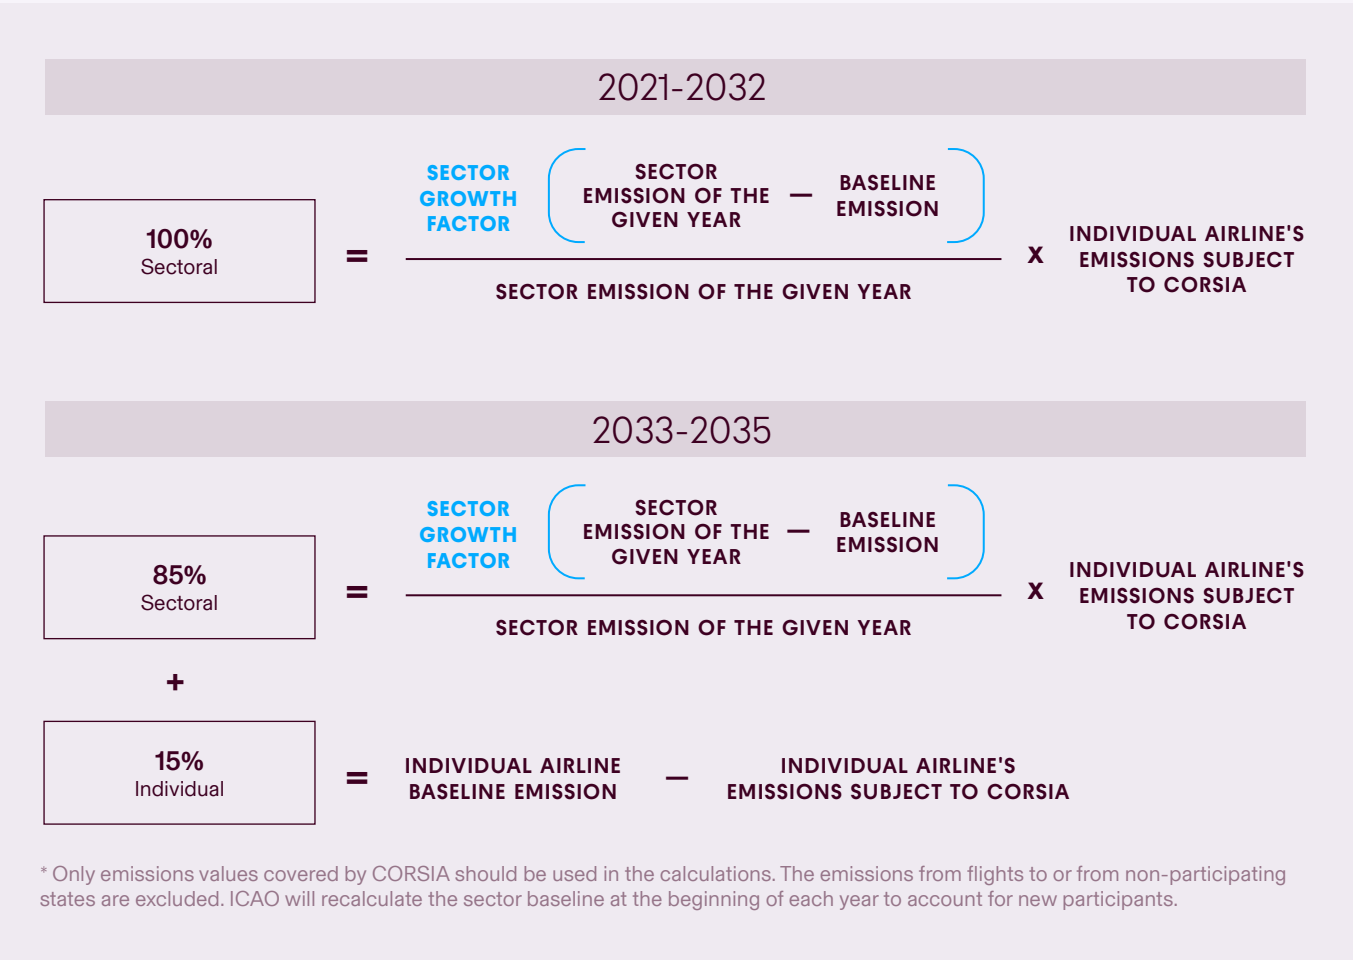 2021-2032
100%
Sectoral
=
SECTOR
GROWTH
FACTOR
SECTOR
EMISSION OF THE
GIVEN YEAR
—
BASELINE
EMISSION
SECTOR EMISSION OF THE GIVEN YEAR
x
INDIVIDUAL AIRLINE'S
EMISSIONS SUBJECT
TO CORSIA
2033-2035
85%
Sectoral
=
SECTOR
GROWTH
FACTOR
SECTOR
EMISSION OF THE
GIVEN YEAR
—
BASELINE
EMISSION
SECTOR EMISSION OF THE GIVEN YEAR
x
INDIVIDUAL AIRLINE'S
EMISSIONS SUBJECT
TO CORSIA
+
15%
Individual
=
INDIVIDUAL AIRLINE
BASELINE EMISSION
—
INDIVIDUAL AIRLINE'S
EMISSIONS SUBJECT TO CORSIA
* Only emissions values covered by CORSIA should be used in the calculations. The emissions from flights to or from non-participating
states are excluded. ICAO will recalculate the sector baseline at the beginning of each year to account for new participants.